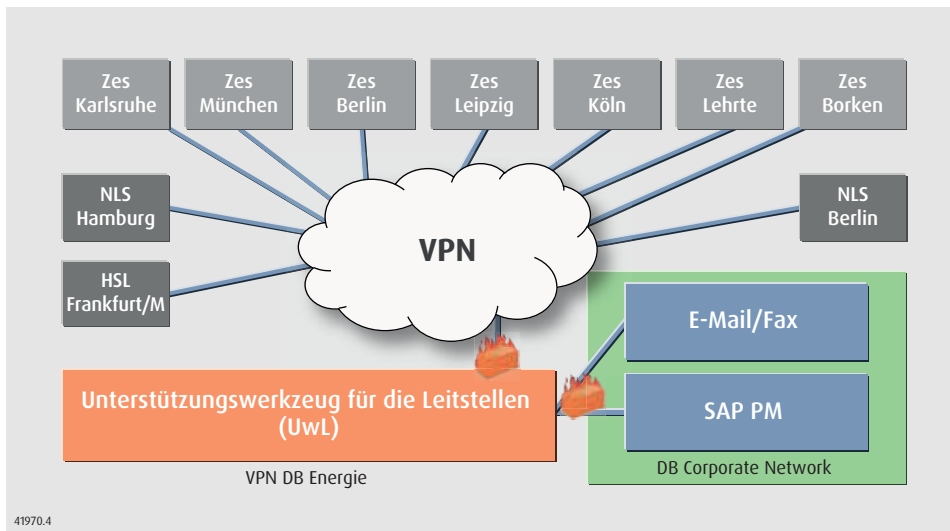 Zes
Karlsruhe
Zes
München
Zes
Berlin
Zes
Leipzig
Zes
Köln
Zes
Lehrte
Zes
Borken
NLS
Hamburg
VPN
NLS
Berlin
HSL
Frankfurt/M
E-Mail/Fax
Unterstützungswerkzeug für die Leitstellen
(UwL)
SAP PM
VPN DB Energie
DB Corporate Network
41970.4